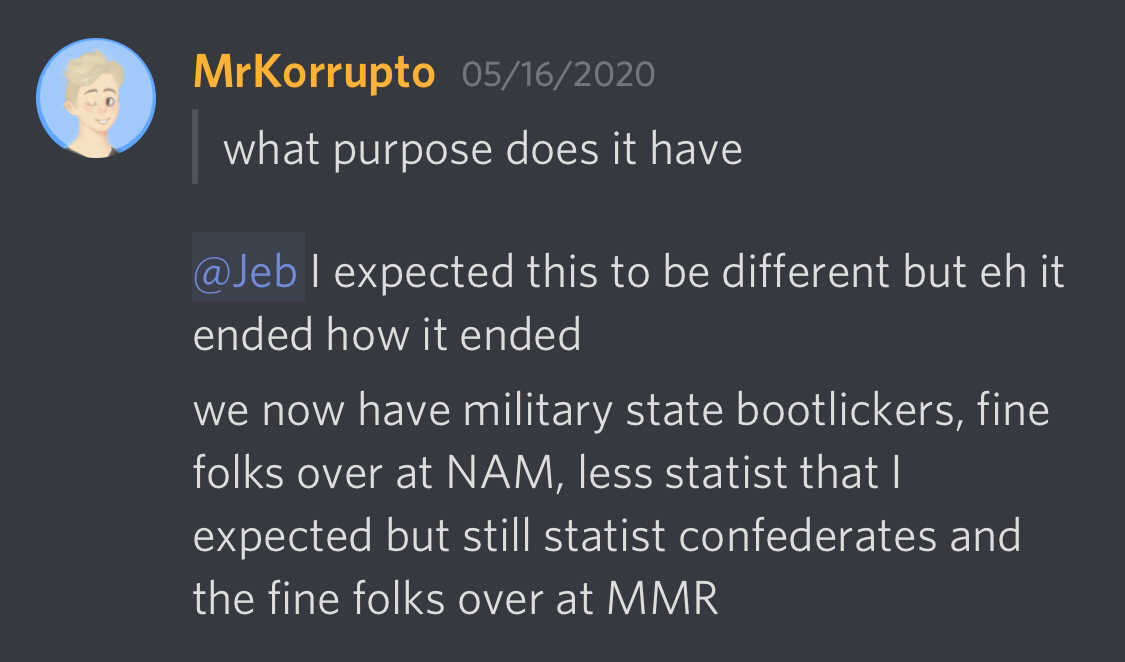 MrKorrupto 05/16/2020
what purpose does it have
@Jeb I expected this to be different but eh it
ended how it ended
we now have military state bootlickers, fine
folks over at NAM, less statist that I
expected but still statist confederates and
the fine folks over at MMR